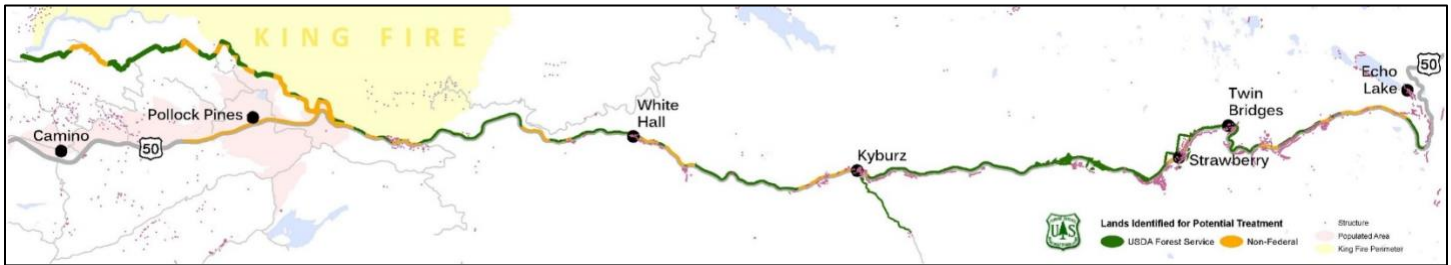 KING FIRE
50
Echo
Lake
White
Hall
Twin
Bridges
Pollock Pines
Camino
50
Kyburz
Strawberry
US
Lands Identified for Potential Treatment
USDA Forest Service
Non-Federal
Structure
Populated Area
King Fire Perimeter